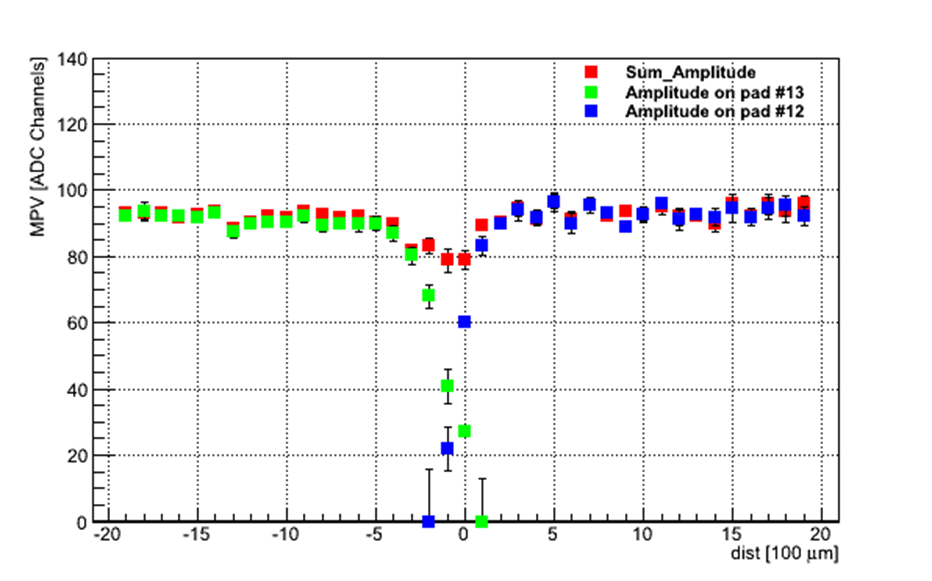 MPV [ADC Channels]
140
120
100
80
60
40
20
0
Sum_Amplitude
Amplitude on pad #13
Amplitude on pad #12
-20 -15 -10 -5 0 5 10 15 20
dist [100 μm]